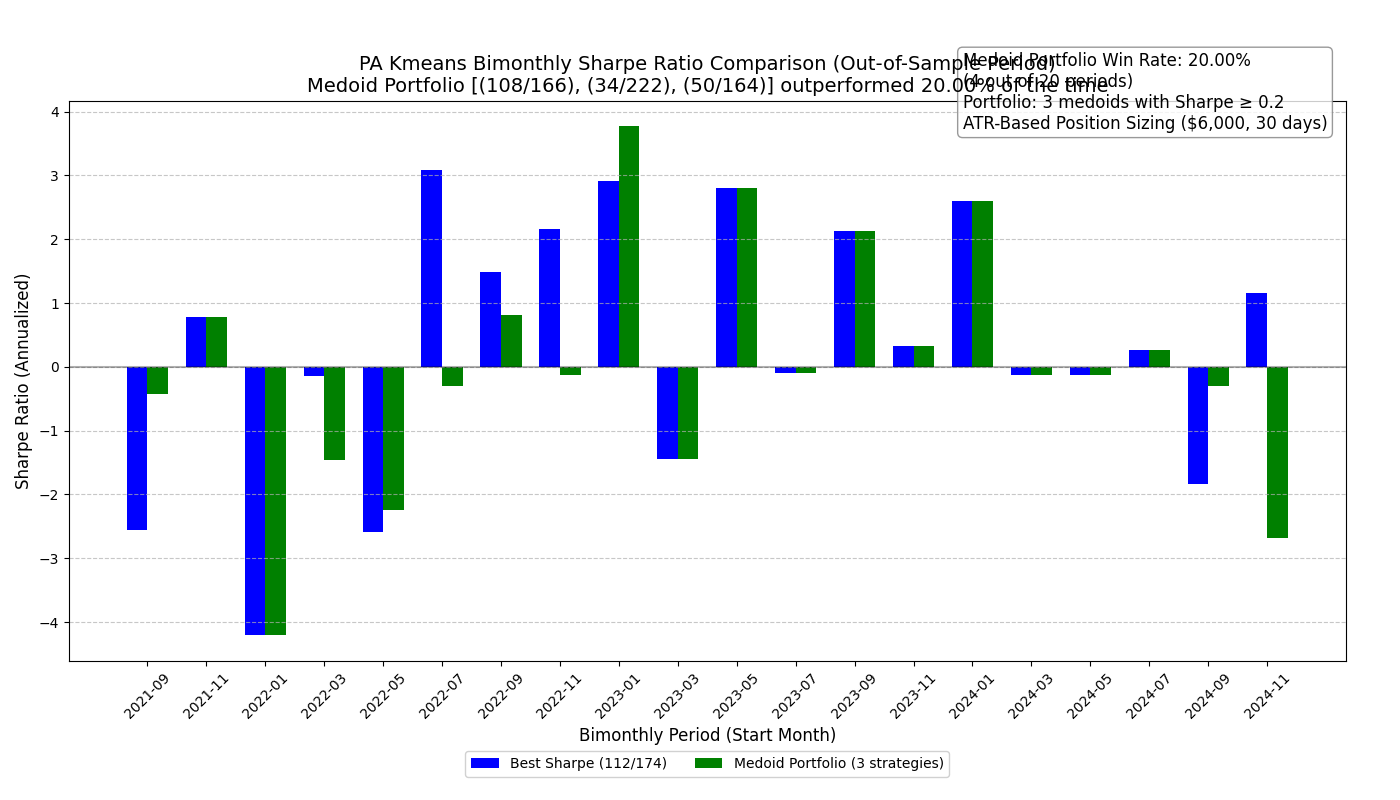 PA Kmeans Bimonthly Sharpe Ratio Comparison (Out-of-Sample Period)
Medoid Portfolio [(108/166), (34/222), (50/164)] outperformed 20.00% of the time
Medoid Portfolio Win Rate: 20.00%
(4 out of 20 periods)
Portfolio: 3 medoids with Sharpe ≥ 0.2
ATR-Based Position Sizing ($6,000, 30 days)
Sharpe Ratio (Annualized)
4
3
2
1
0
−1
−2
−3
−4
2021-09
2021-11
2022-01
2022-03
2022-05
2022-07
2022-09
2022-11
2023-01
2023-03
2023-05
2023-07
2023-09
2023-11
2024-01
2024-03
2024-05
2024-07
2024-09
2024-11
Bimonthly Period (Start Month)
Best Sharpe (112/174)
Medoid Portfolio (3 strategies)